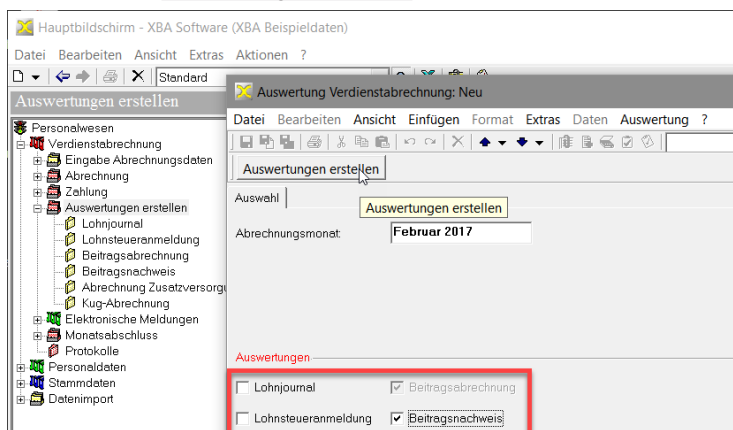 Hauptbildschirm - XBA Software (XBA Beispieldaten)
Datei Bearbeiten Ansicht Extras Aktionen ?
Standard
Auswertungen erstellen
Personalwesen
Verdienstabrechnung
Eingabe Abrechnungsdaten
Abrechnung
Zahlung
Auswertungen erstellen
Lohnjournal
Lohnsteueranmeldung
Beitragsabrechnung
Beitragsnachweis
Abrechnung Zusatzversorgu
Kug-Abrechnung
Elektronische Meldungen
Monatsabschluss
Protokolle
Personaldaten
Stammdaten
Datenimport
Auswertung Verdienstabrechnung: Neu
Datei Bearbeiten Ansicht Einfügen Format Extras Daten Auswertung ?
Auswertungen erstellen
Auswahl
Auswertungen erstellen
Abrechnungsmonat: Februar 2017
Auswertungen
Lohnjournal Beitragsabrechnung
Lohnsteueranmeldung Beitragsnachweis